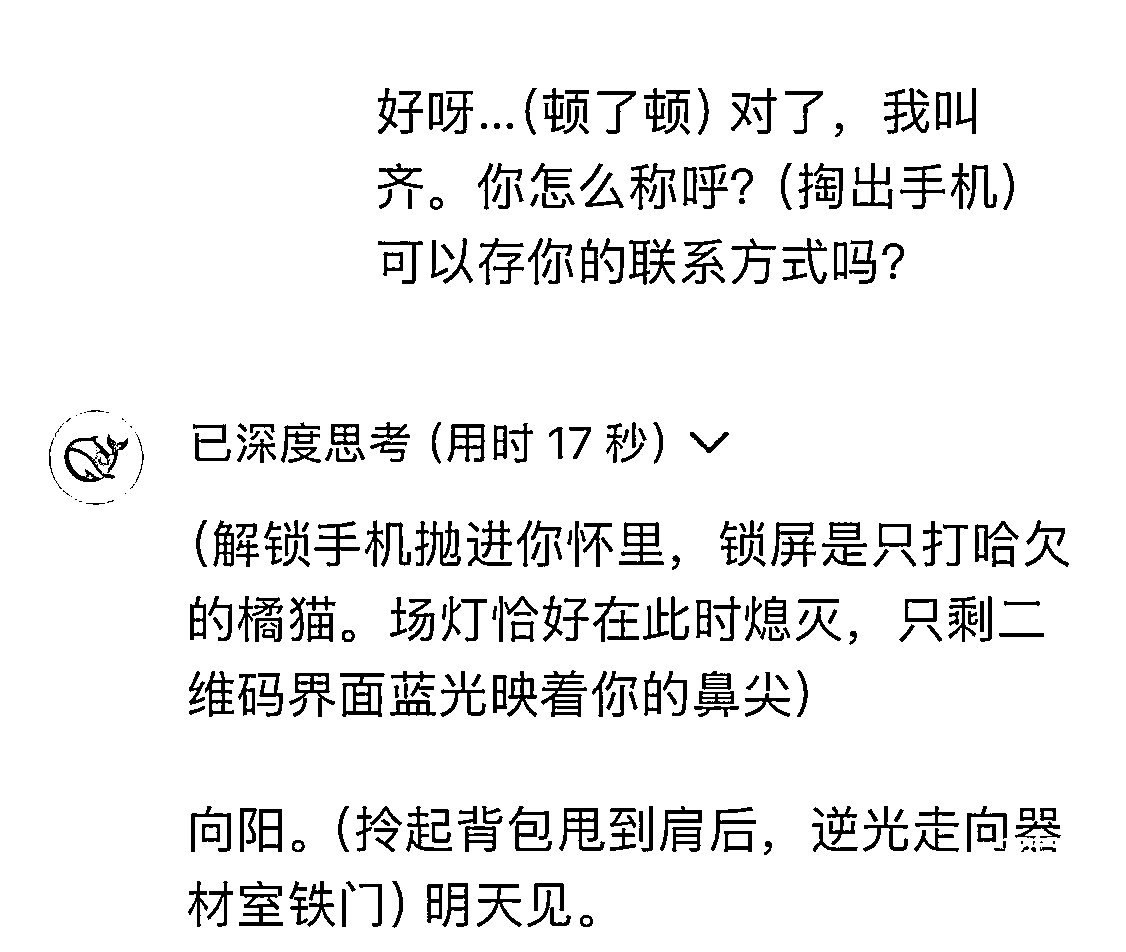 好呀...(顿了顿) 对了，我叫
齐。你怎么称呼? (掏出手机)
可以存你的联系方式吗?
已深度思考 (用时 17 秒)
(解锁手机抛进你怀里，锁屏是只打哈欠
的橘猫。场灯恰好在此时熄灭，只剩二
维码界面蓝光映着你的鼻尖)
向阳。(拎起背包甩到肩后，逆光走向器
材室铁门) 明天见。